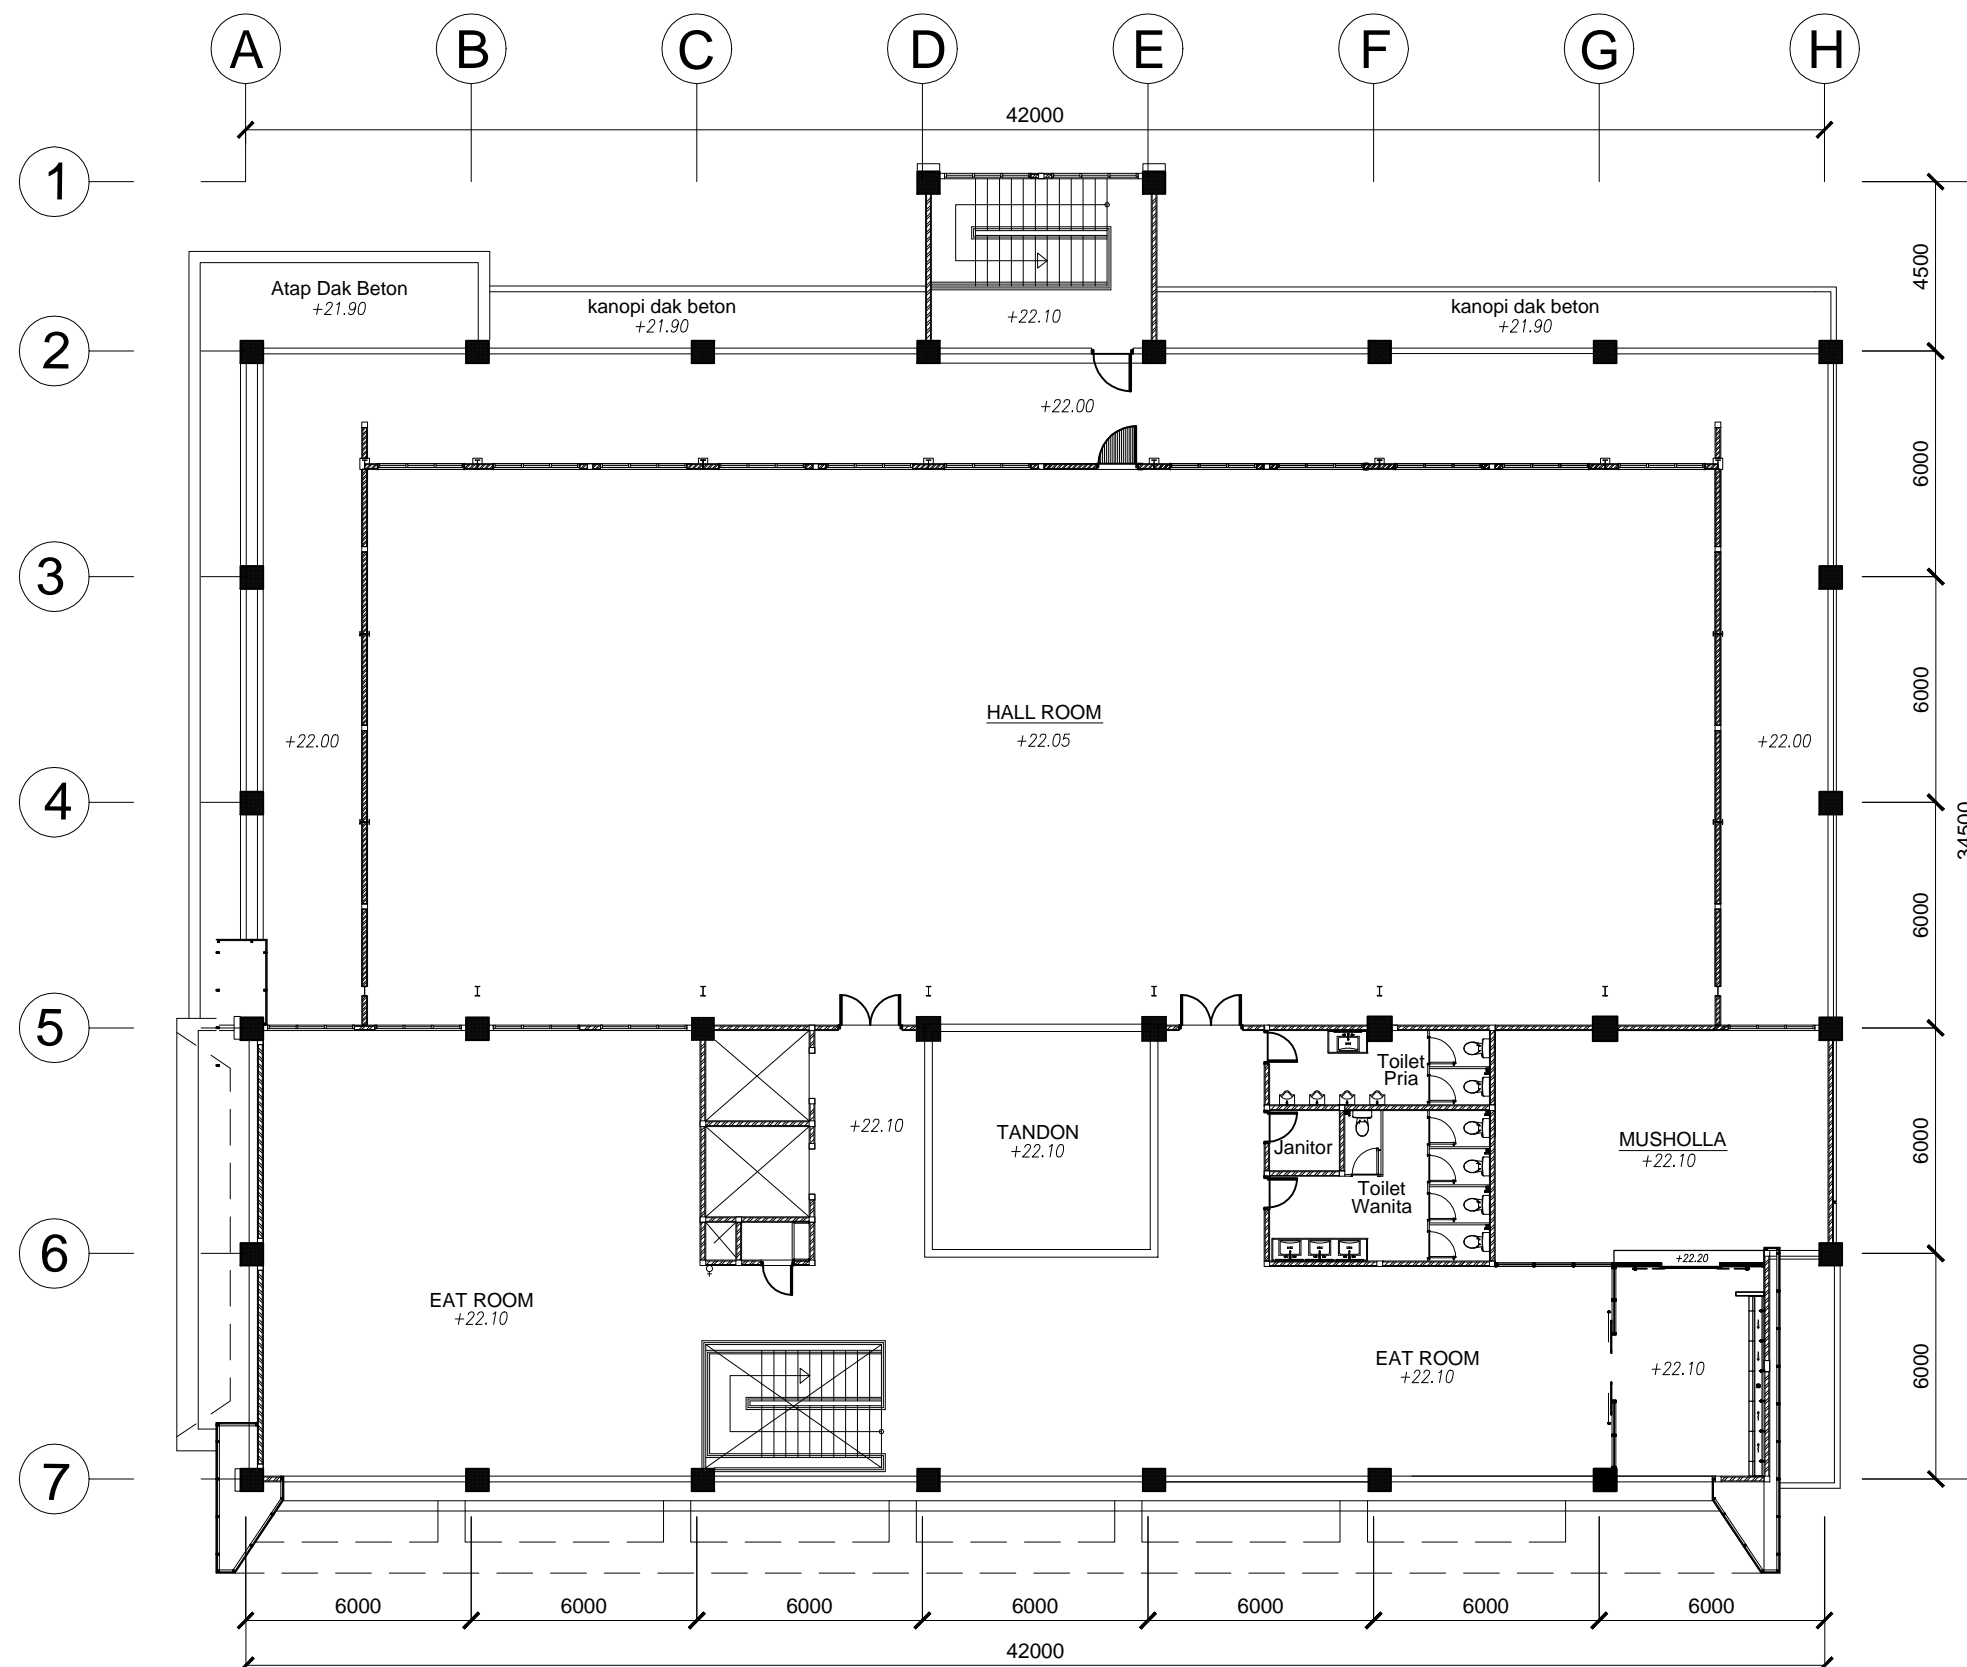 A B C D E F G H
42000
1
4500
Atap Dak Beton
+21.90
kanopi dak beton
+21.90
+22.10
kanopi dak beton
+21.90
2
+22.00
6000
3
HALL ROOM
+22.05
+22.00
+22.00
6000
4
34500
6000
5
Toilet
Pria
+22.10
TANDON
+22.10
Janitor
MUSHOLLA
+22.10
6000
Toilet
Wanita
6
+22.20
EAT ROOM
+22.10
EAT ROOM
+22.10
+22.10
6000
7
6000 6000 6000 6000 6000 6000 6000
42000